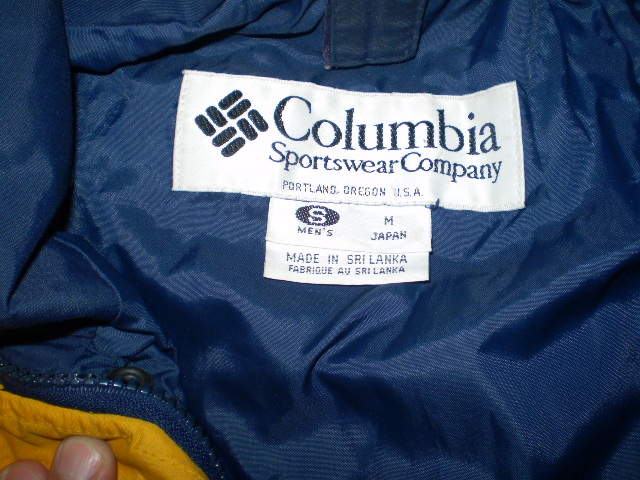 Columbia
Sportswear Company
PORTLAND, OREGON U.S.A.
S M
MEN'S JAPAN
MADE IN SRI LANKA
FABRIQUE AU SRI LANKA